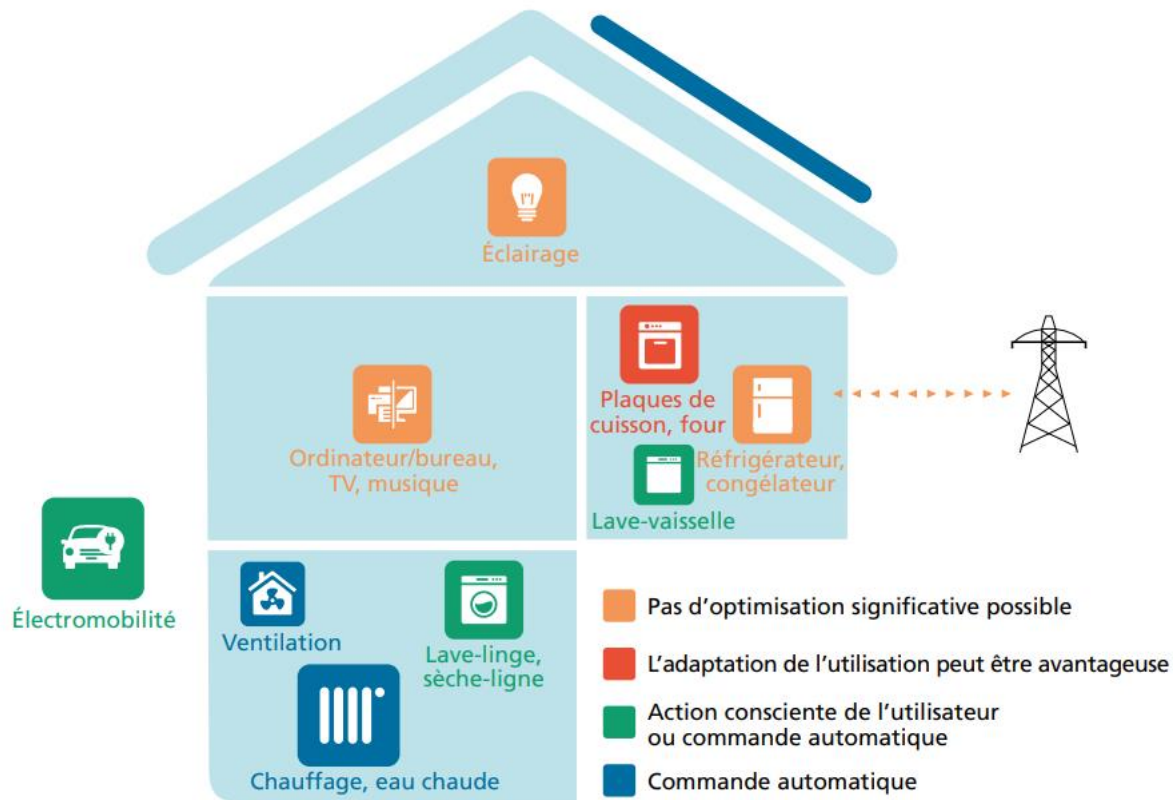 Éclairage
Ordinateur/bureau,
TV, musique
Plaques de
cuisson, four
Réfrigérateur,
congélateur
Lave-vaisselle
Électromobilité
Ventilation
Lave-linge,
sèche-ligne
Chauffage, eau chaude
Pas d’optimisation significative possible
L’adaptation de l’utilisation peut être avantageuse
Action consciente de l’utilisateur
ou commande automatique
Commande automatique